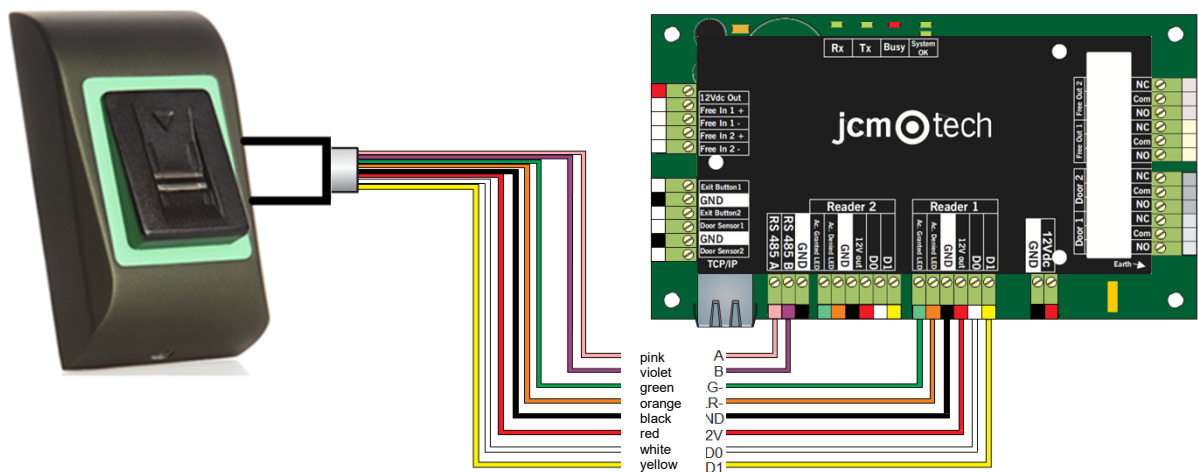 Rx Tx Busy System OK
12Vdc Out
Free In 1 +
Free In 1 -
Free In 2 +
Free In 2 -
jcm tech
Free Out 2
NC
Com
NO
Free Out 1
NC
Com
NO
Exit Button1
GND
Exit Button2
Door Sensor1
GND
Door Sensor2
TCP/IP
Door 2
NC
Com
NO
Door 1
NC
Com
NO
Earth
RS 485 A
RS 485 B
GND
Reader 2
Ac. Granted LED
Ac. Denied LED
GND
12V out
D0
D1
Reader 1
Ac. Granted LED
Ac. Denied LED
GND
12V out
D0
D1
GND
12Vdc
pink A
violet B
green .G-
orange .R-
black ND
red 2V
white D0
yellow D1